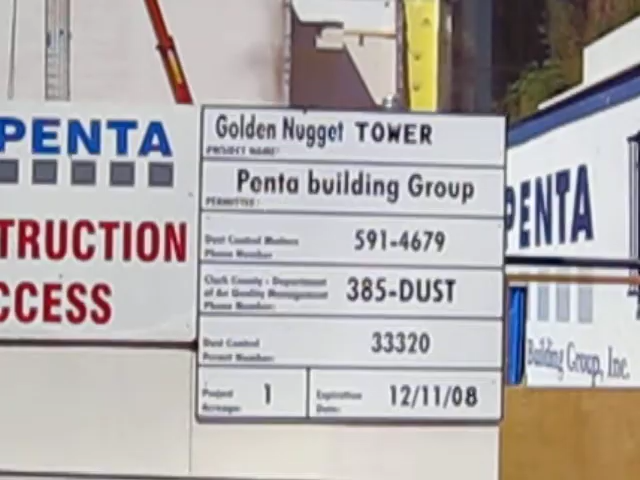 PENTA
TRUCTION
CCESS
Golden Nugget TOWER
PROJECT NAME:
Penta building Group
PERMITTEE:
Dust Control Monitors
Phone Number
591-4679
Clark County - Department
of Air Quality Management
Phone Number:
385-DUST
Dust Control
Permit Number:
33320
Project
Acreage:
1
Expiration
Date:
12/11/08
PENTA
Building Group, Inc.